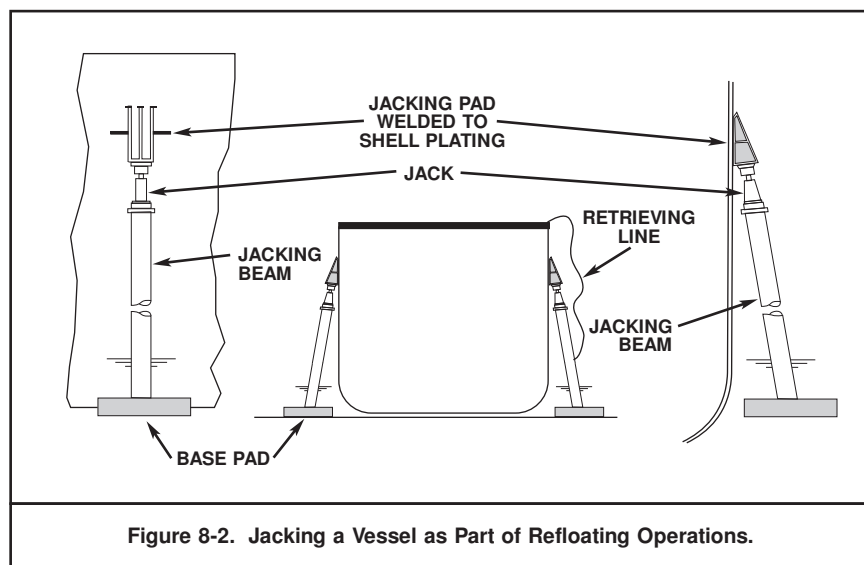 JACKING PAD
WELDED TO
SHELL PLATING
JACK
RETRIEVING
LINE
JACKING
BEAM
JACKING
BEAM
BASE PAD
Figure 8-2. Jacking a Vessel as Part of Refloating Operations.